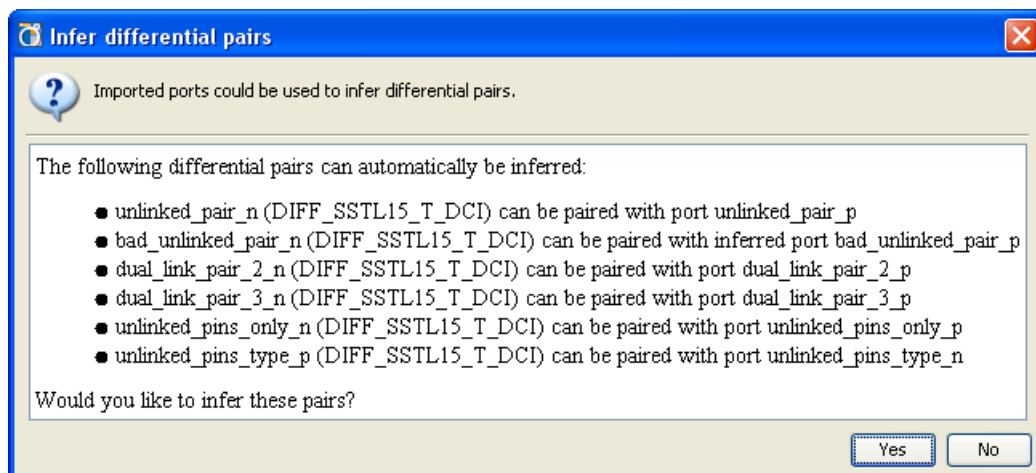 Infer differential pairs
Imported ports could be used to infer differential pairs.
The following differential pairs can automatically be inferred:
● unlinked_pair_n (DIFF_SSTL15_T_DCI) can be paired with port unlinked_pair_p
● bad_unlinked_pair_n (DIFF_SSTL15_T_DCI) can be paired with inferred port bad_unlinked_pair_p
● dual_link_pair_2_n (DIFF_SSTL15_T_DCI) can be paired with port dual_link_pair_2_p
● dual_link_pair_3_n (DIFF_SSTL15_T_DCI) can be paired with port dual_link_pair_3_p
● unlinked_pins_only_n (DIFF_SSTL15_T_DCI) can be paired with port unlinked_pins_only_p
● unlinked_pins_type_p (DIFF_SSTL15_T_DCI) can be paired with port unlinked_pins_type_n
Would you like to infer these pairs?
Yes No